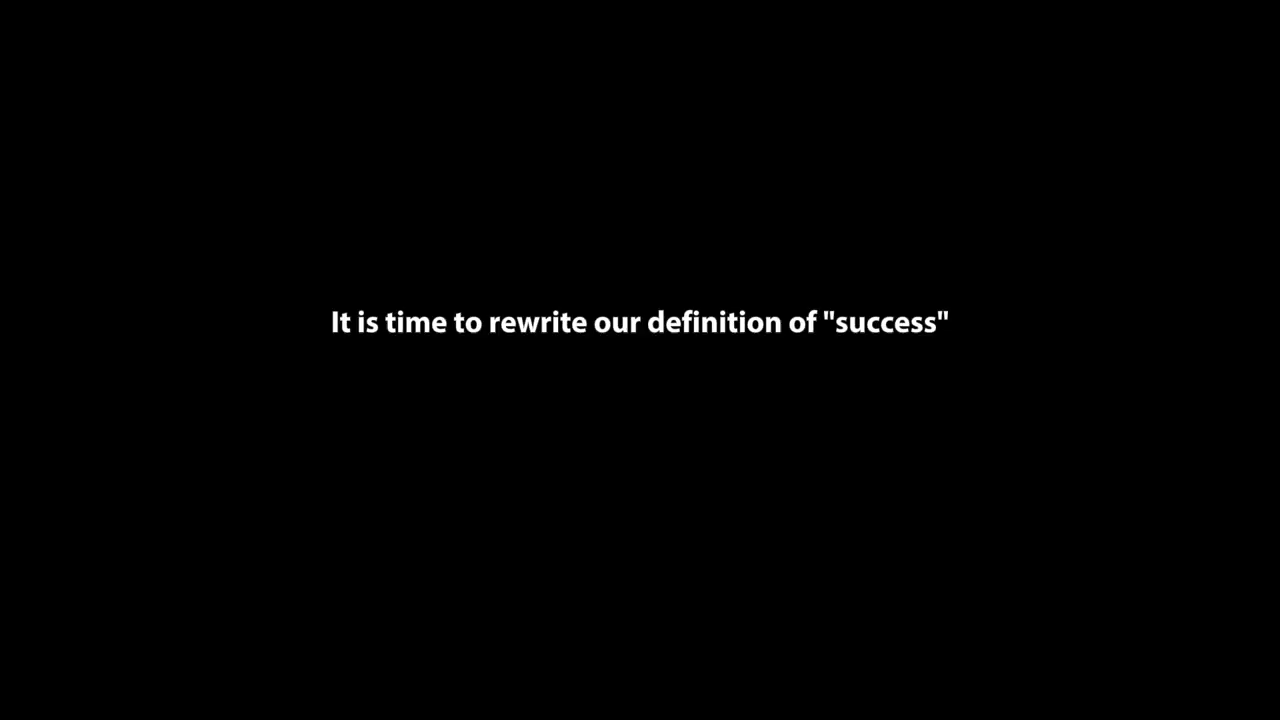 It is time to rewrite our definition of "success"